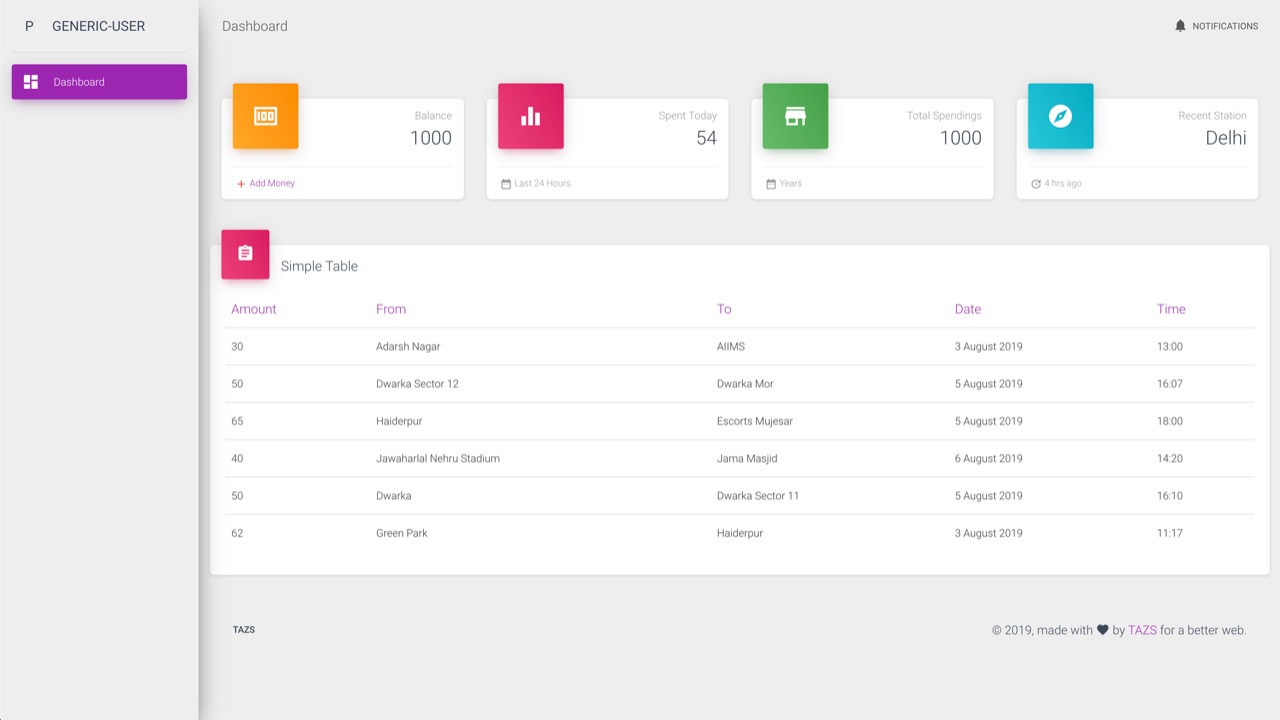 P GENERIC-USER
Dashboard
Dashboard
NOTIFICATIONS
Balance
1000
+ Add Money
Spent Today
54
Last 24 Hours
Total Spendings
1000
Years
Recent Station
Delhi
4 hrs ago
Simple Table
Amount From To Date Time
30 Adarsh Nagar AIIMS 3 August 2019 13:00
50 Dwarka Sector 12 Dwarka Mor 5 August 2019 16:07
65 Haiderpur Escorts Mujesar 5 August 2019 18:00
40 Jawaharlal Nehru Stadium Jama Masjid 6 August 2019 14:20
50 Dwarka Dwarka Sector 11 5 August 2019 16:10
62 Green Park Haiderpur 3 August 2019 11:17
TAZS
© 2019, made with ♥ by TAZS for a better web.